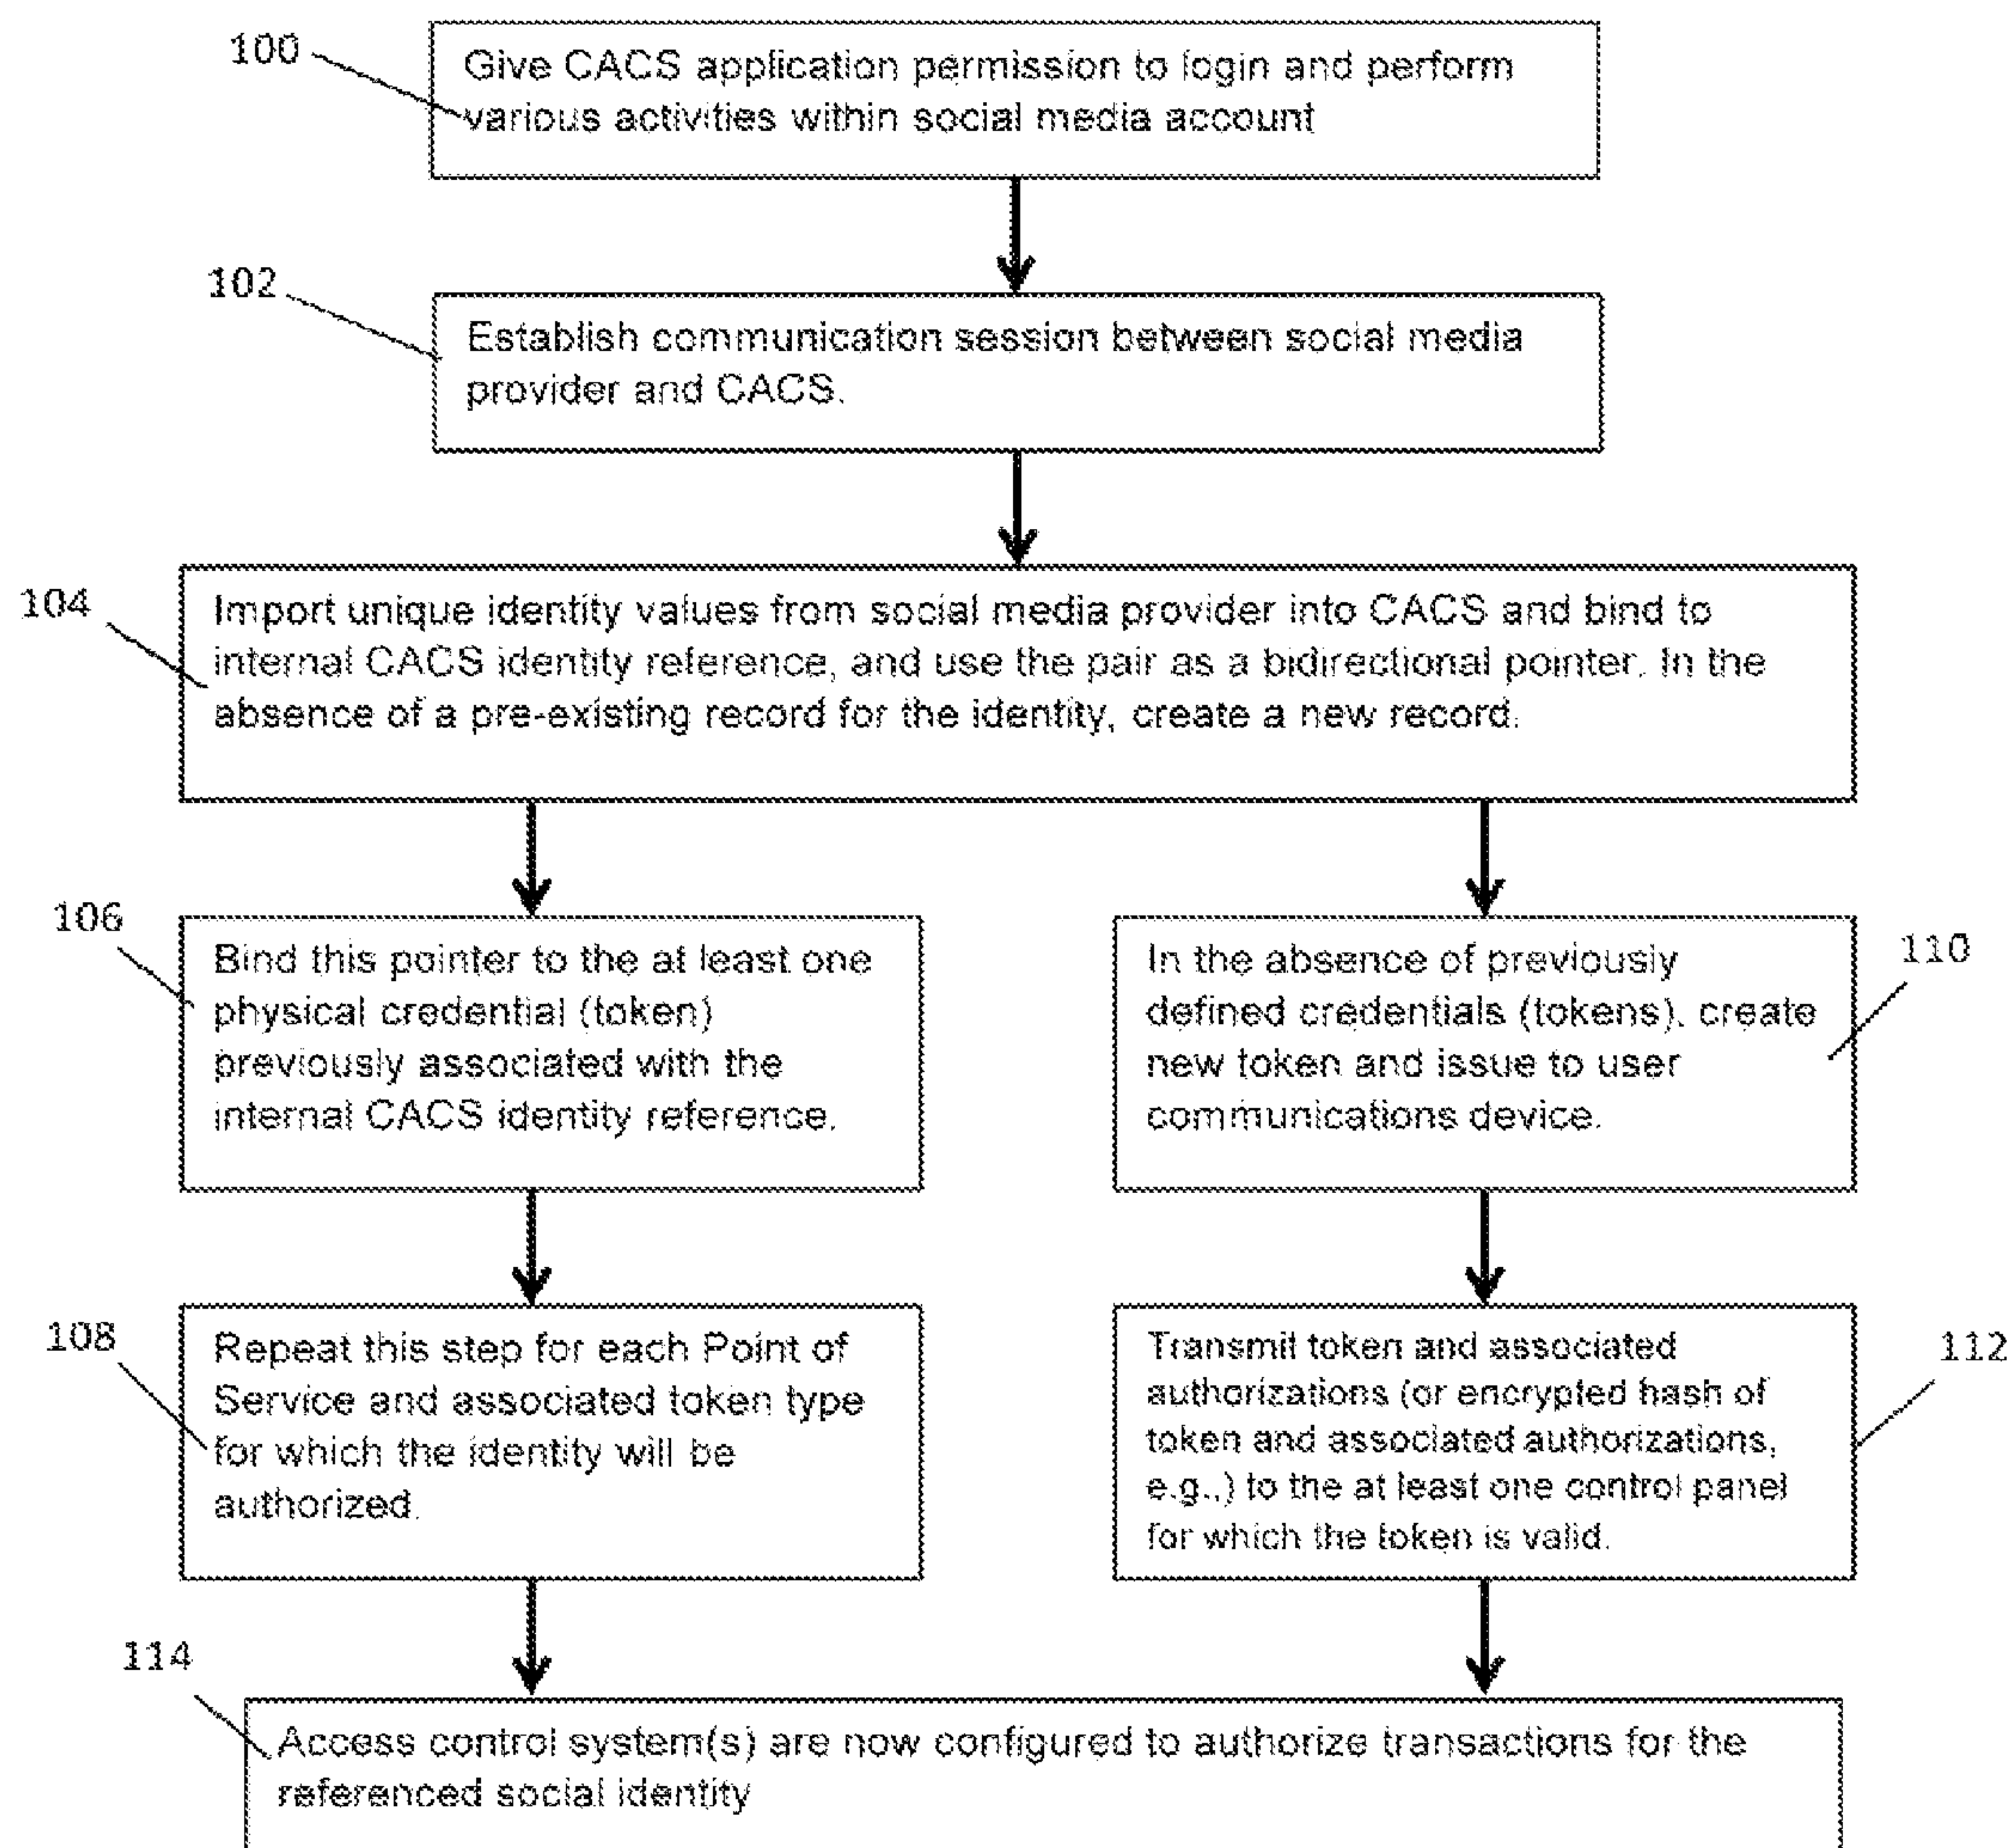 100
Give CACS application permission to login and perform
various activities within social media account
102
Establish communication session between social media
provider and CACS.
104
Import unique identity values from social media provider into CACS and bind to
internal CACS identity reference, and use the pair as a bidirectional pointer. In the
absence of a pre-existing record for the identity, create a new record.
106
Bind this pointer to the at least one
physical credential (token)
previously associated with the
internal CACS identity reference.
110
In the absence of previously
defined credentials (tokens), create
new token and issue to user
communications device.
108
Repeat this step for each Point of
Service and associated token type
for which the identity will be
authorized.
112
Transmit token and associated
authorizations (or encrypted hash of
token and associated authorizations,
e.g.,) to the at least one control panel
for which the token is valid.
114
Access control system(s) are now configured to authorize transactions for the
referenced social identity